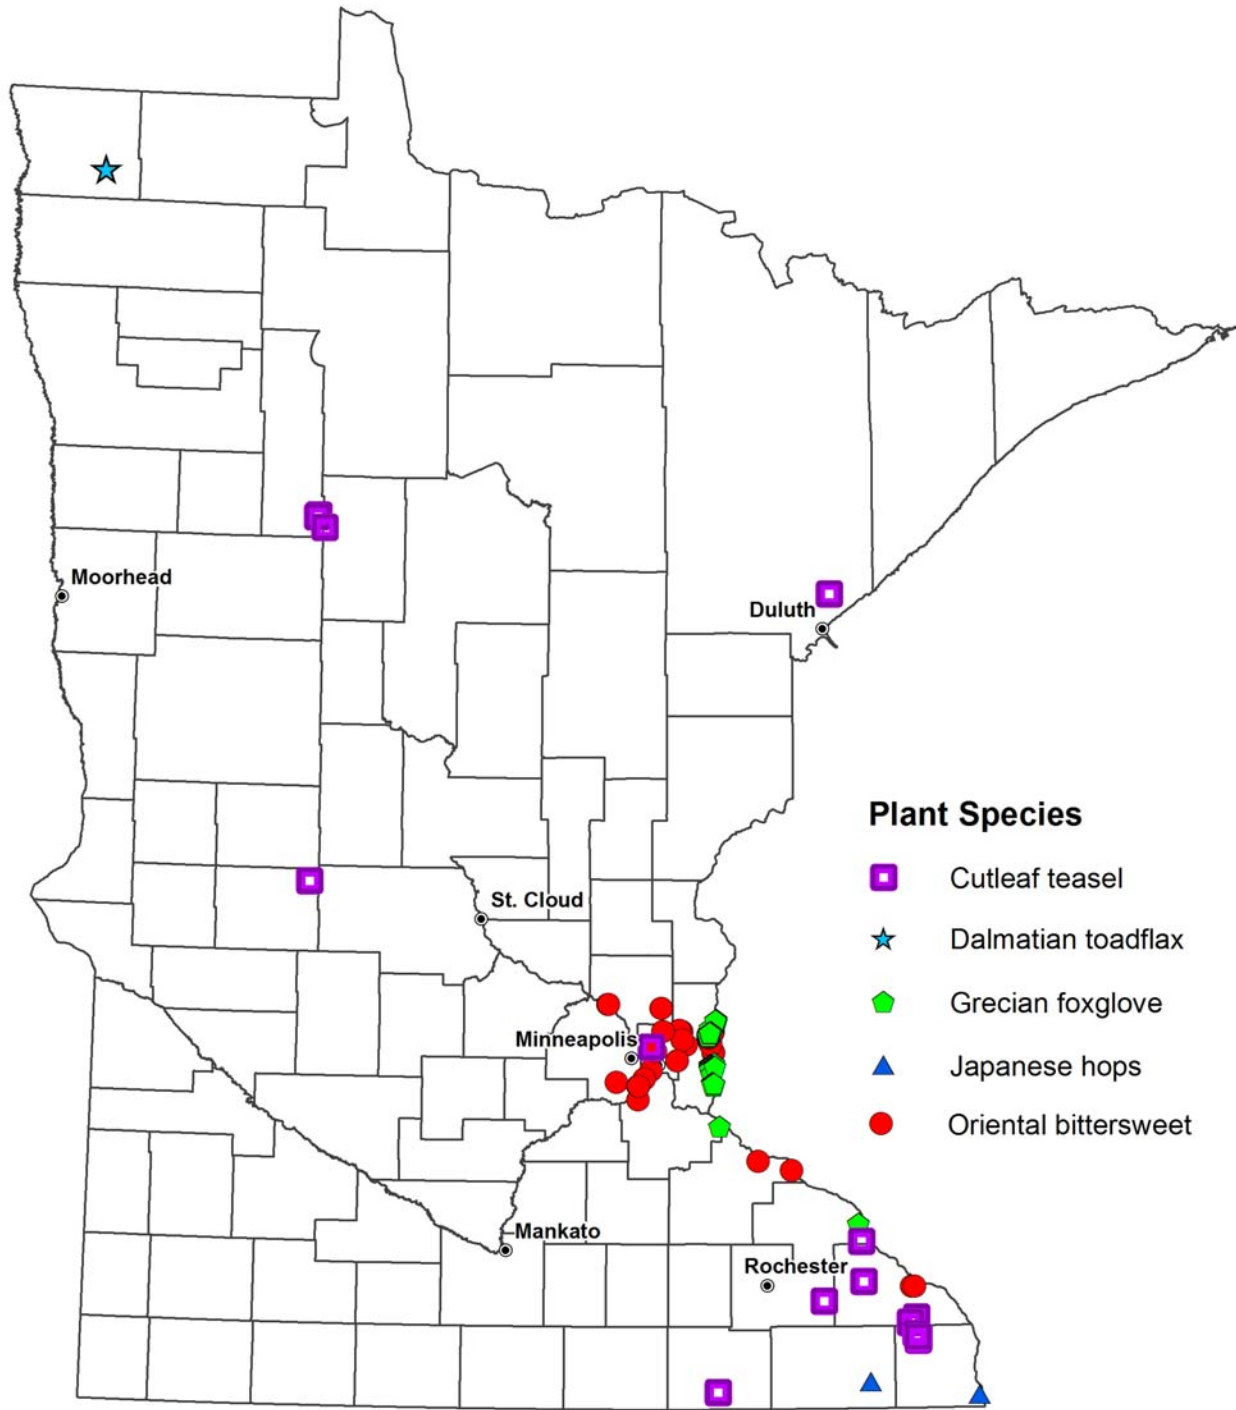 Moorhead
Duluth
Plant Species
Cutleaf teasel
St. Cloud
Dalmatian toadflax
Grecian foxglove
Minneapolis
Japanese hops
Oriental bittersweet
Mankato
Rochester